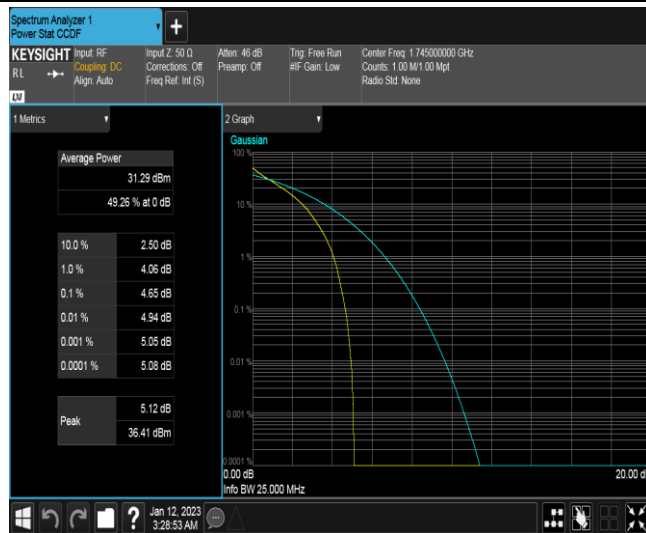 Spectrum Analyzer 1
Power Stat CCDF
KEYSIGHT
RL
Input: RF
Coupling: DC
Align: Auto
Input Z: 50 Ω
Corrections: Off
Freq Ref: Int (S)
Atten: 46 dB
Preamp: Off
Trig: Free Run
#IF Gain: Low
Center Freq: 1.745000000 GHz
Counts: 1.00 M/1.00 Mpt
Radio Std: None
1 Metrics
Average Power
31.29 dBm
49.26 % at 0 dB
10.0 % 2.50 dB
1.0 % 4.06 dB
0.1 % 4.65 dB
0.01 % 4.94 dB
0.001 % 5.05 dB
0.0001 % 5.08 dB
Peak
5.12 dB
36.41 dBm
2 Graph
Gaussian
100 %
10 %
1 %
0.1 %
0.01 %
0.001 %
0.0001 %
0.00 dB
20.00 d
Info BW 25.000 MHz
?
Jan 12, 2023
3:28:53 AM